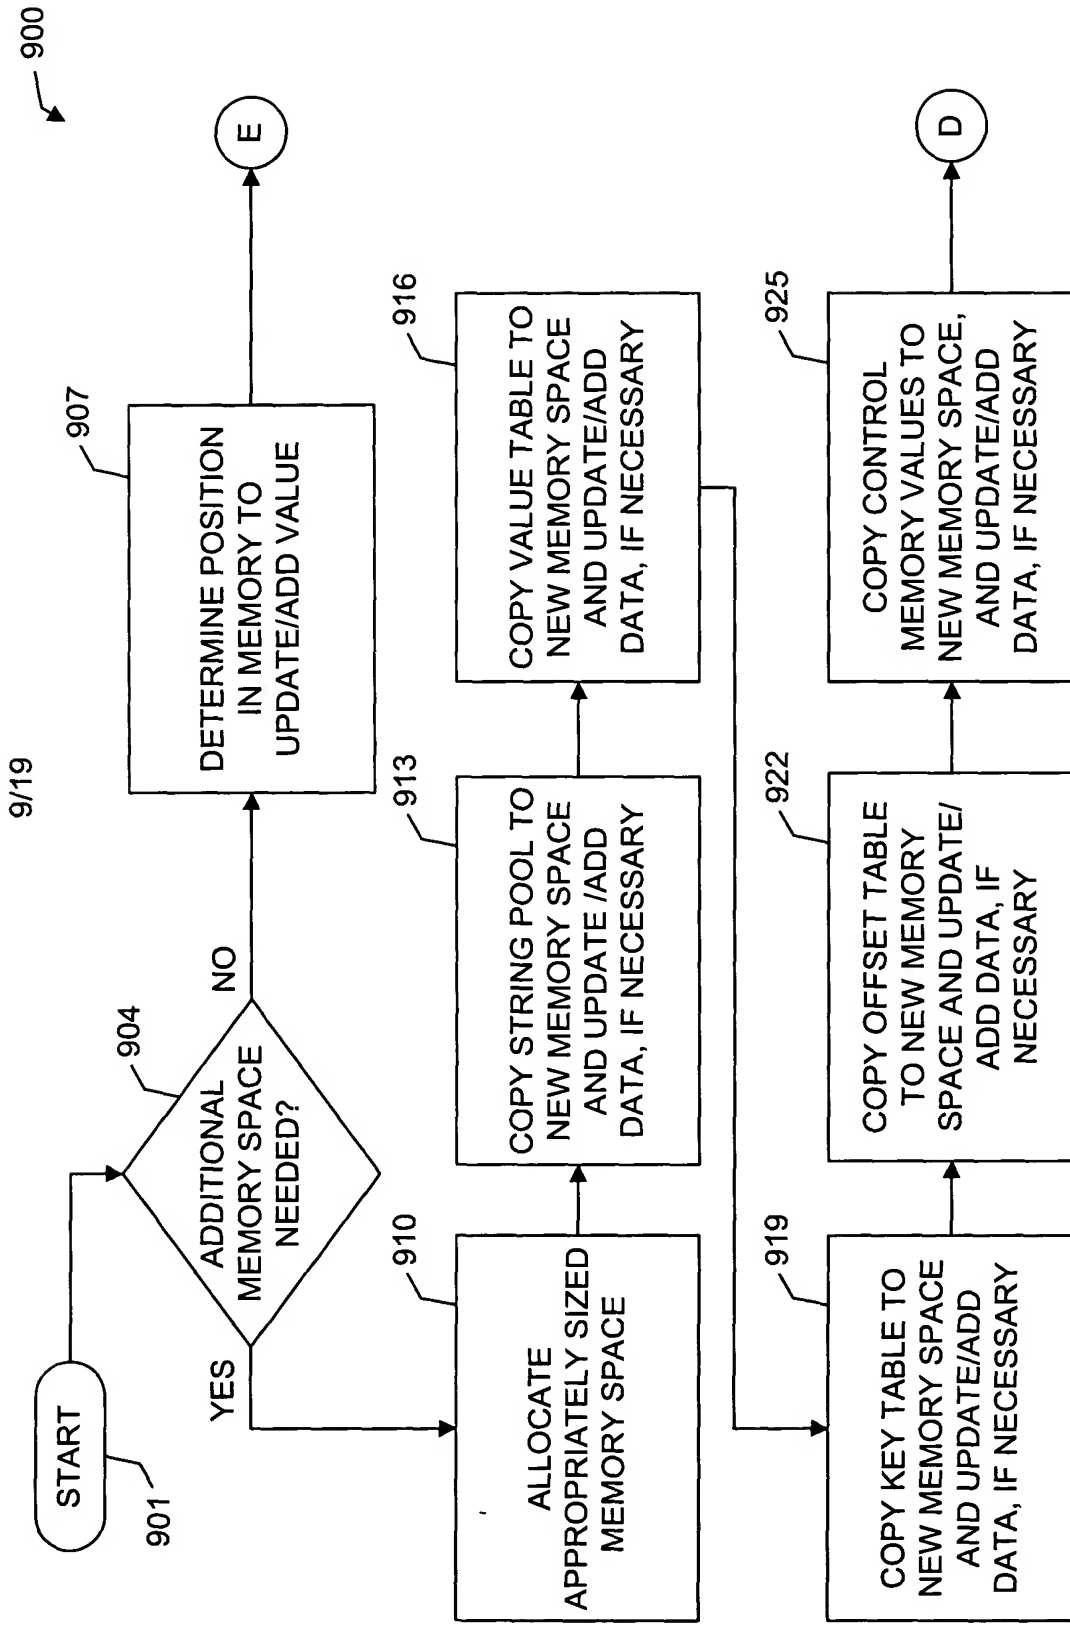 9/19
900
START
901
904
ADDITIONAL
MEMORY SPACE
NEEDED?
NO
YES
907
DETERMINE POSITION
IN MEMORY TO
UPDATE/ADD VALUE
E
910
ALLOCATE
APPROPRIATELY SIZED
MEMORY SPACE
913
COPY STRING POOL TO
NEW MEMORY SPACE
AND UPDATE /ADD
DATA, IF NECESSARY
916
COPY VALUE TABLE TO
NEW MEMORY SPACE
AND UPDATE/ADD
DATA, IF NECESSARY
919
COPY KEY TABLE TO
NEW MEMORY SPACE
AND UPDATE/ADD
DATA, IF NECESSARY
922
COPY OFFSET TABLE
TO NEW MEMORY
SPACE AND UPDATE/
ADD DATA, IF
NECESSARY
925
COPY CONTROL
MEMORY VALUES TO
NEW MEMORY SPACE,
AND UPDATE/ADD
DATA, IF NECESSARY
D